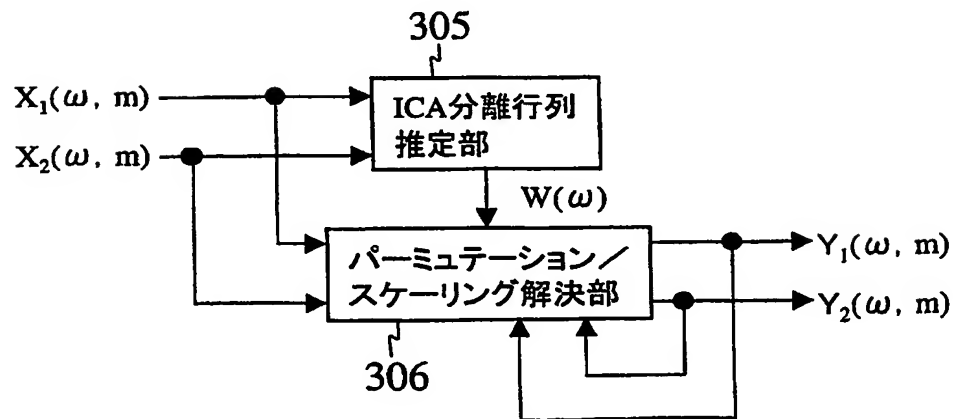 305
X₁(ω, m)
X₂(ω, m)
ICA分離行列
推定部
W(ω)
パーミュテーション／
スケーリング解決部
Y₁(ω, m)
Y₂(ω, m)
306